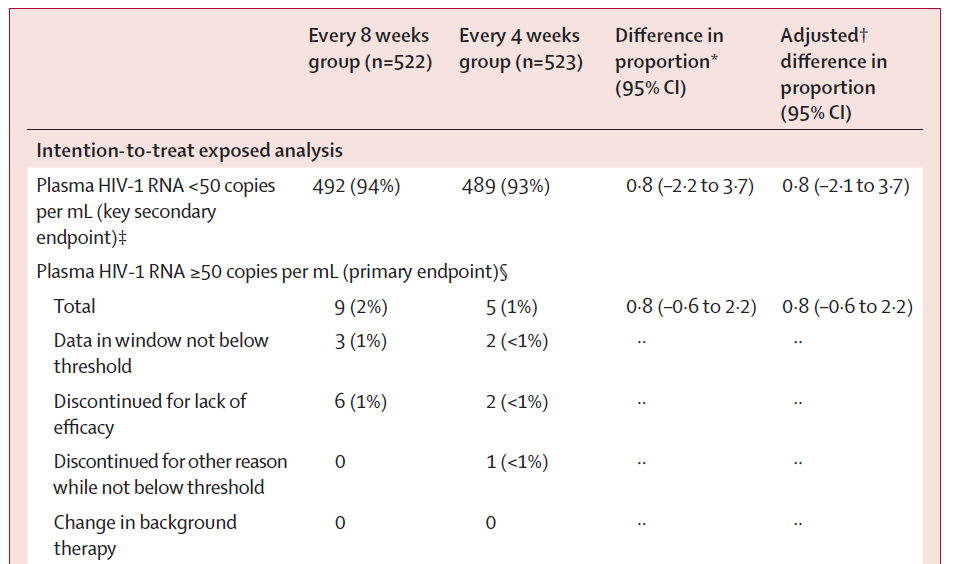 Every 8 weeks group (n=522) Every 4 weeks group (n=523) Difference in proportion* (95% CI) Adjusted† difference in proportion (95% CI)
Intention-to-treat exposed analysis
Plasma HIV-1 RNA <50 copies 492 (94%) 489 (93%) 0·8 (–2·2 to 3·7) 0·8 (–2·1 to 3·7)
per mL (key secondary
endpoint)‡
Plasma HIV-1 RNA ≥50 copies per mL (primary endpoint)§
Total 9 (2%) 5 (1%) 0·8 (–0·6 to 2·2) 0·8 (–0·6 to 2·2)
Data in window not below 3 (1%) 2 (<1%) ·· ··
threshold
Discontinued for lack of 6 (1%) 2 (<1%) ·· ··
efficacy
Discontinued for other reason 0 1 (<1%) ·· ··
while not below threshold
Change in background 0 0 ·· ··
therapy